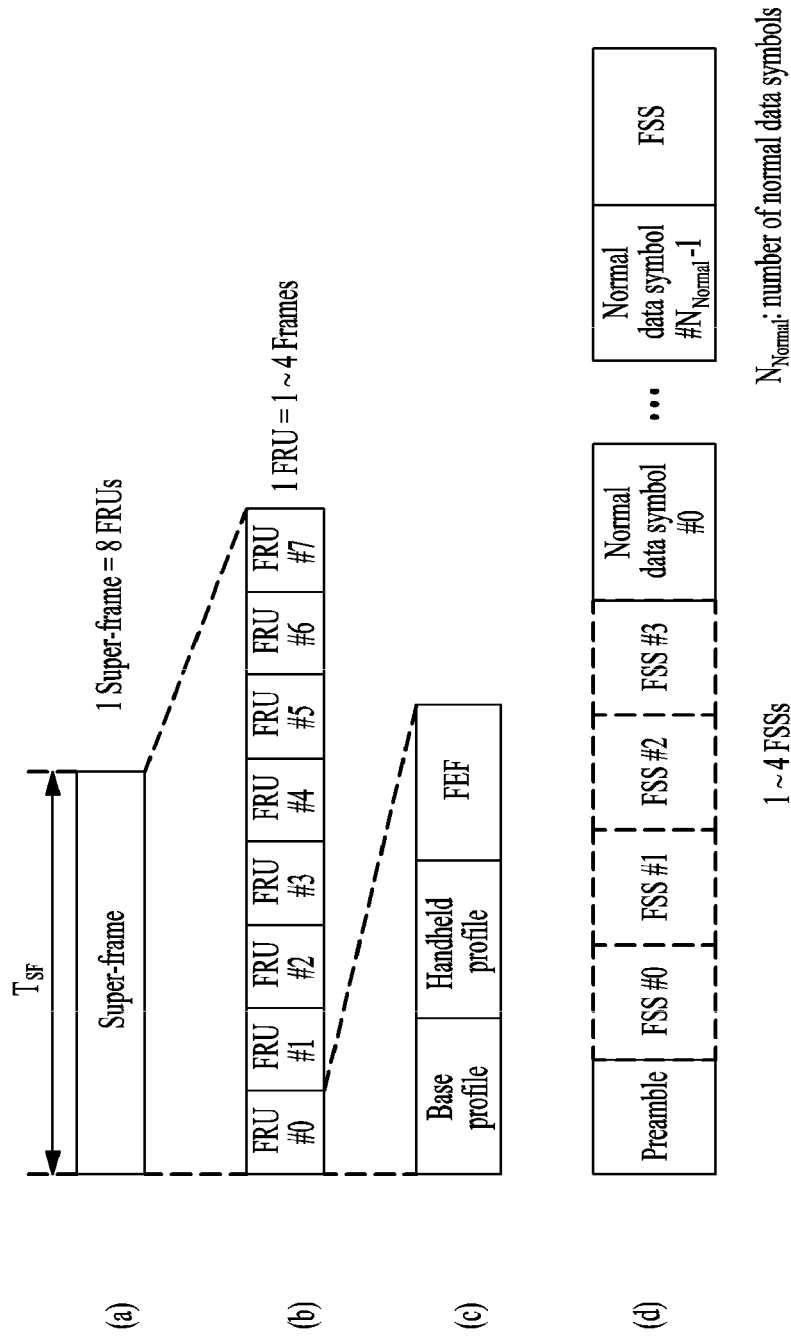 (a)
T_SF
Super-frame
1 Super-frame = 8 FRUs
(b)
FRU
#0
FRU
#1
FRU
#2
FRU
#3
FRU
#4
FRU
#5
FRU
#6
FRU
#7
1 FRU = 1 ~ 4 Frames
(c)
Base
profile
Handheld
profile
FEF
(d)
Preamble
FSS #0
FSS #1
FSS #2
FSS #3
Normal
data symbol
#0
...
Normal
data symbol
#N_Normal-1
FSS
1 ~ 4 FSSs
N_Normal: number of normal data symbols